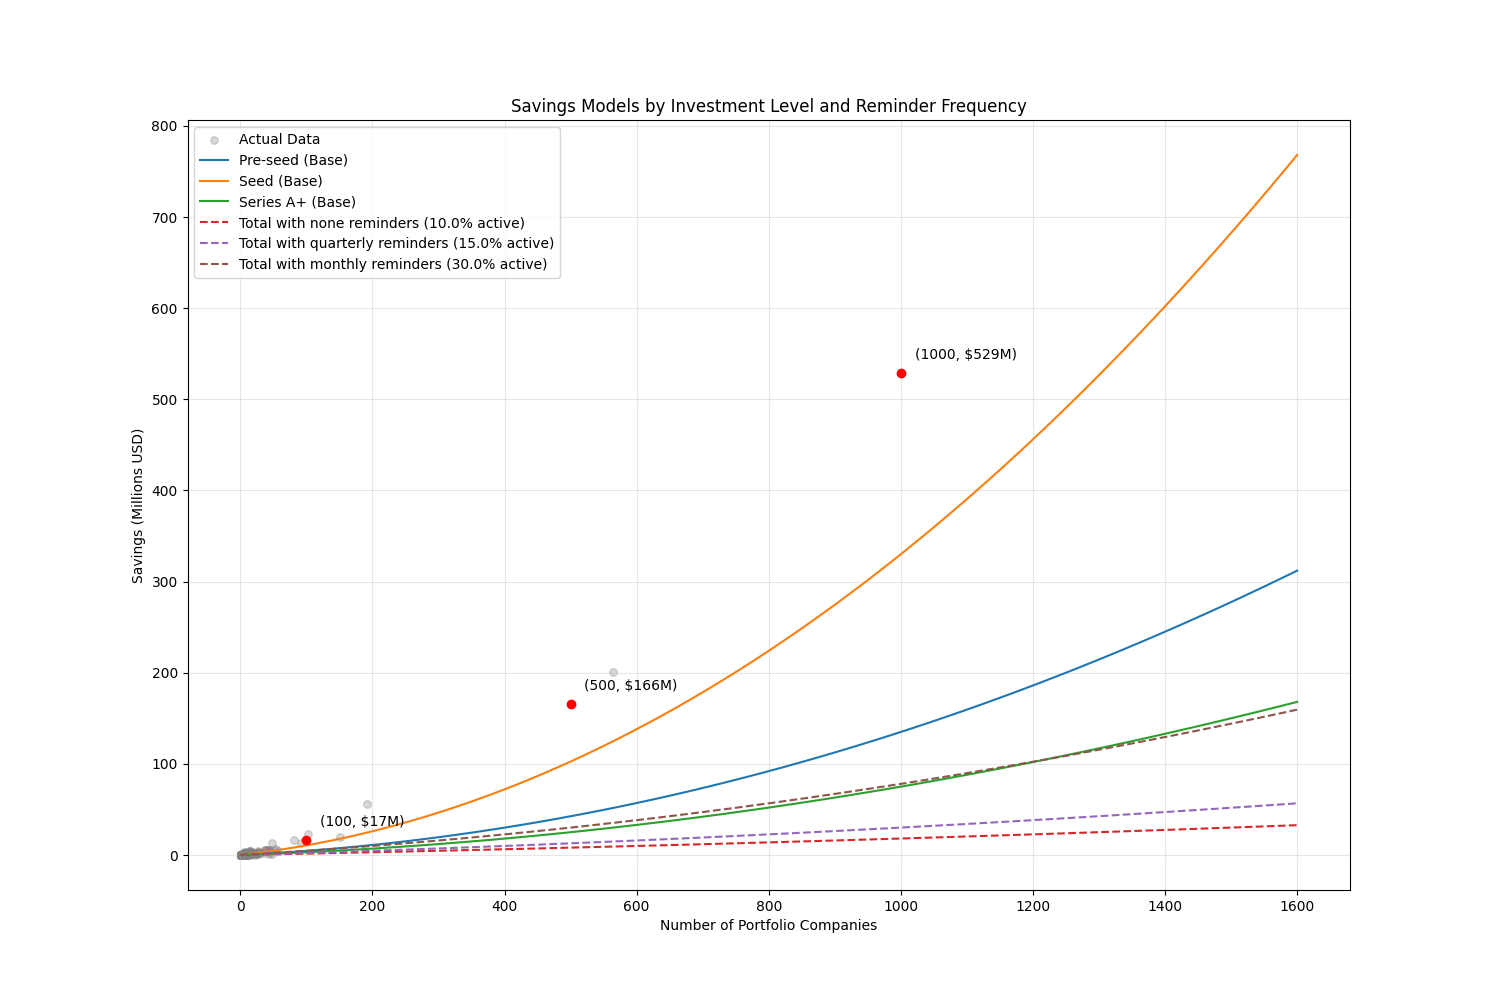 Savings Models by Investment Level and Reminder Frequency
800
700
600
500
400
300
200
100
0
Savings (Millions USD)
Actual Data
Pre-seed (Base)
Seed (Base)
Series A+ (Base)
Total with none reminders (10.0% active)
Total with quarterly reminders (15.0% active)
Total with monthly reminders (30.0% active)
(1000, $529M)
(500, $166M)
(100, $17M)
0 200 400 600 800 1000 1200 1400 1600
Number of Portfolio Companies